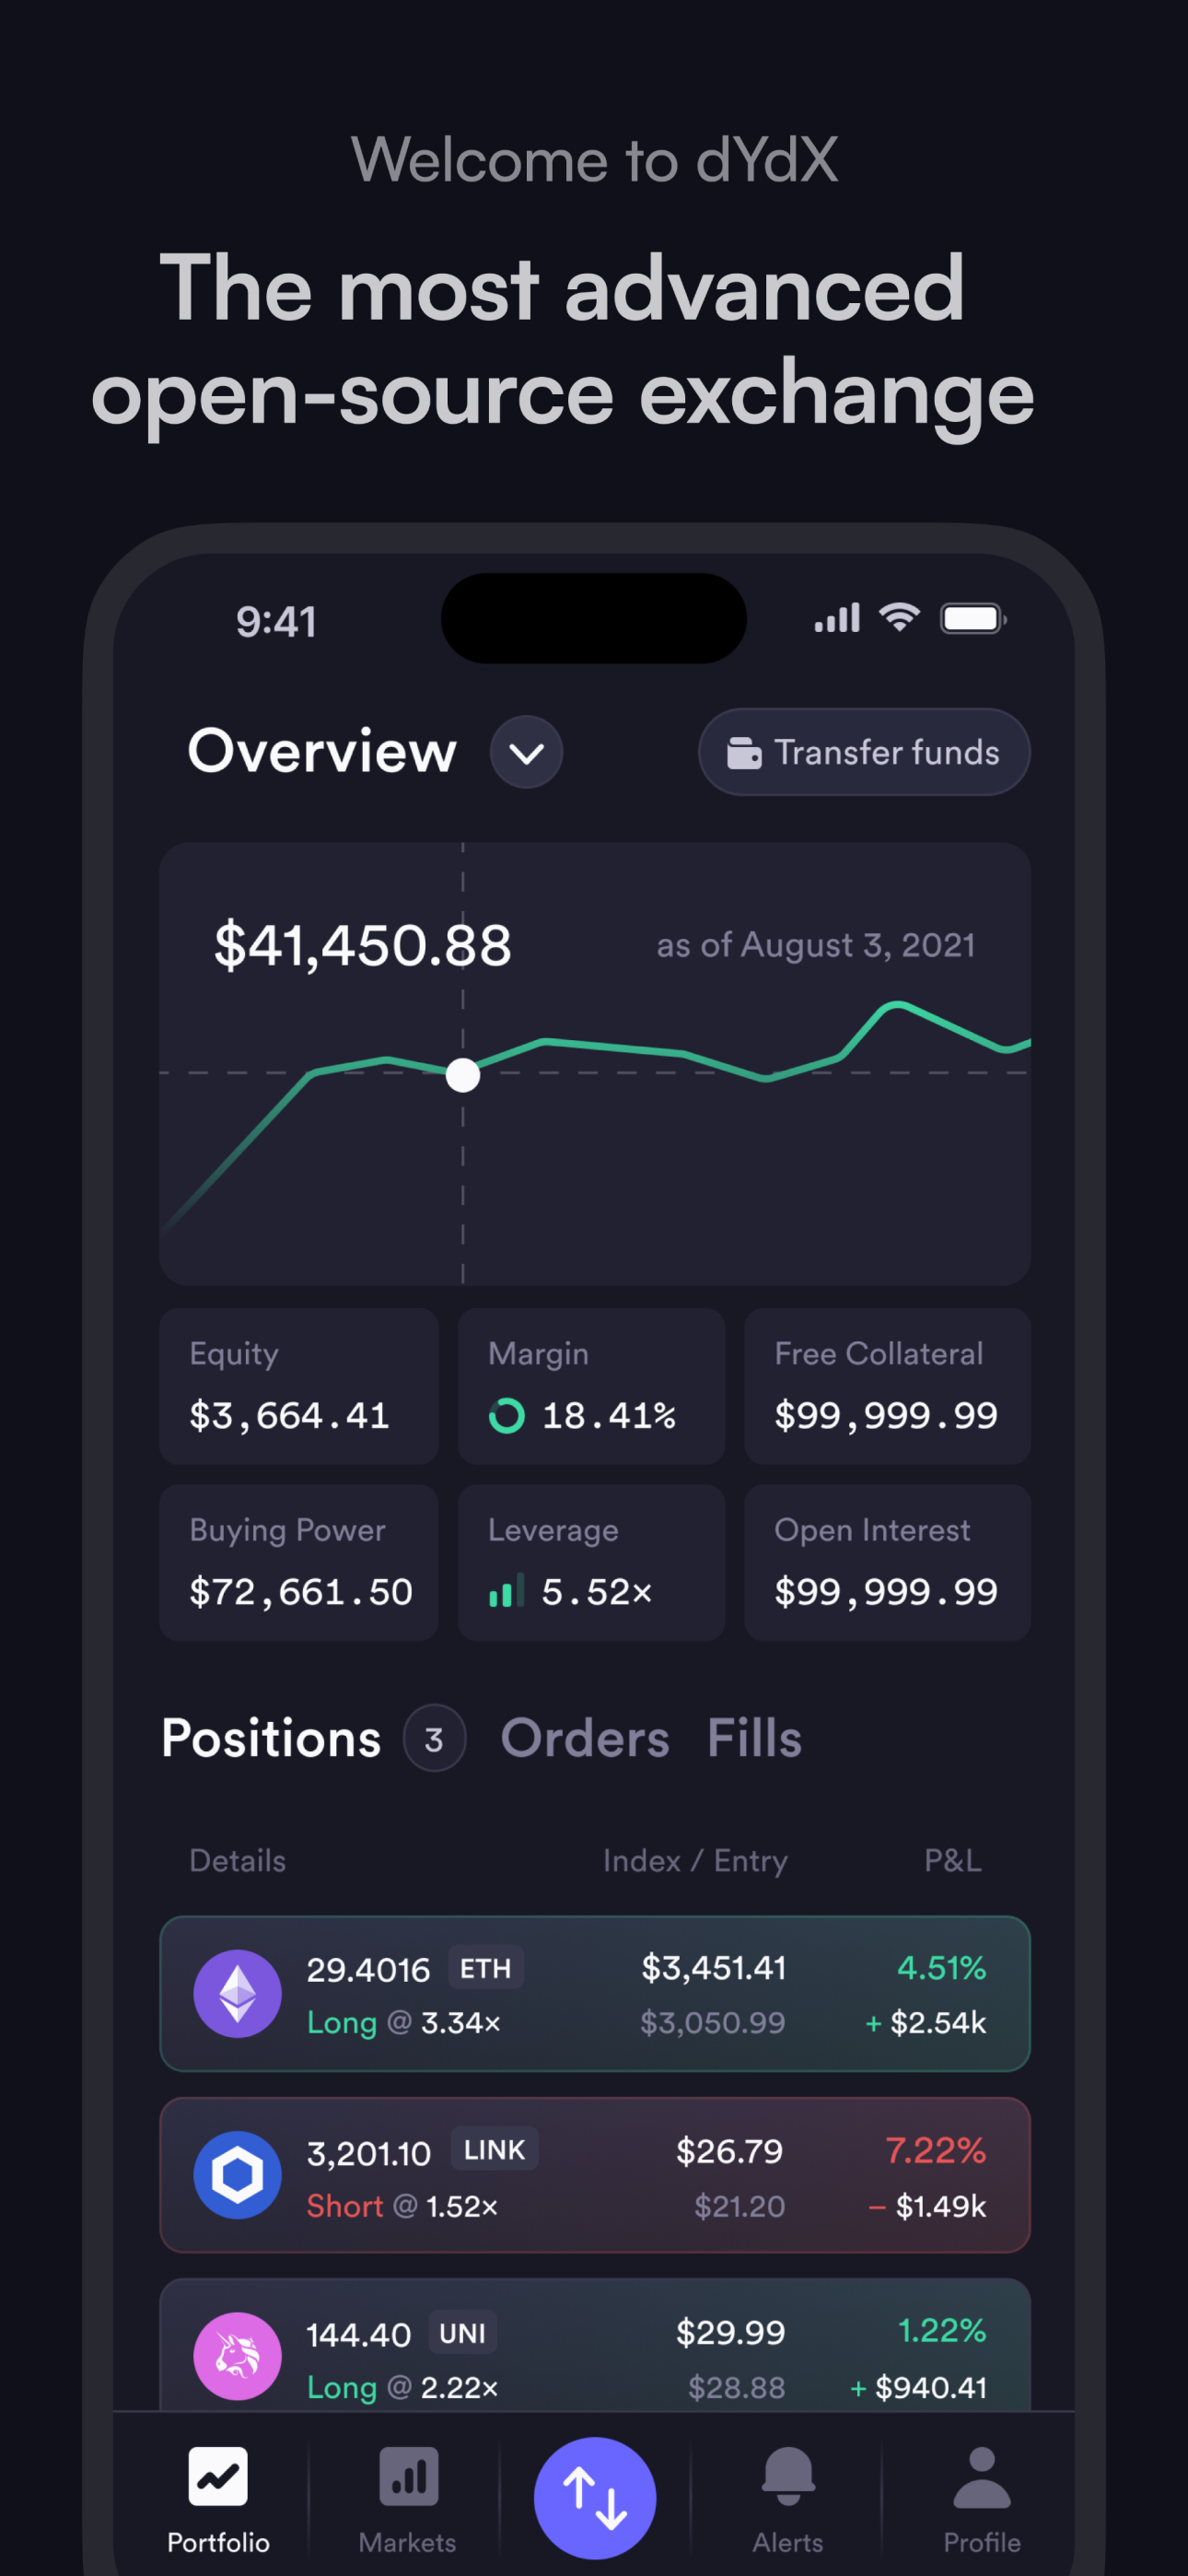 Welcome to dYdX
The most advanced
open-source exchange
9:41
Overview
Transfer funds
$41,450.88
as of August 3, 2021
Equity
Margin
Free Collateral
$3,664.41
18.41%
$99,999.99
Buying Power
Leverage
Open Interest
$72,661.50
5.52×
$99,999.99
Positions 3 Orders Fills
Details
Index / Entry
P&L
29.4016 ETH
$3,451.41
4.51%
Long @ 3.34×
$3,050.99
+ $2.54k
3,201.10 LINK
$26.79
7.22%
Short @ 1.52×
$21.20
– $1.49k
144.40 UNI
$29.99
1.22%
Long @ 2.22×
$28.88
+ $940.41
Portfolio
Markets
Alerts
Profile